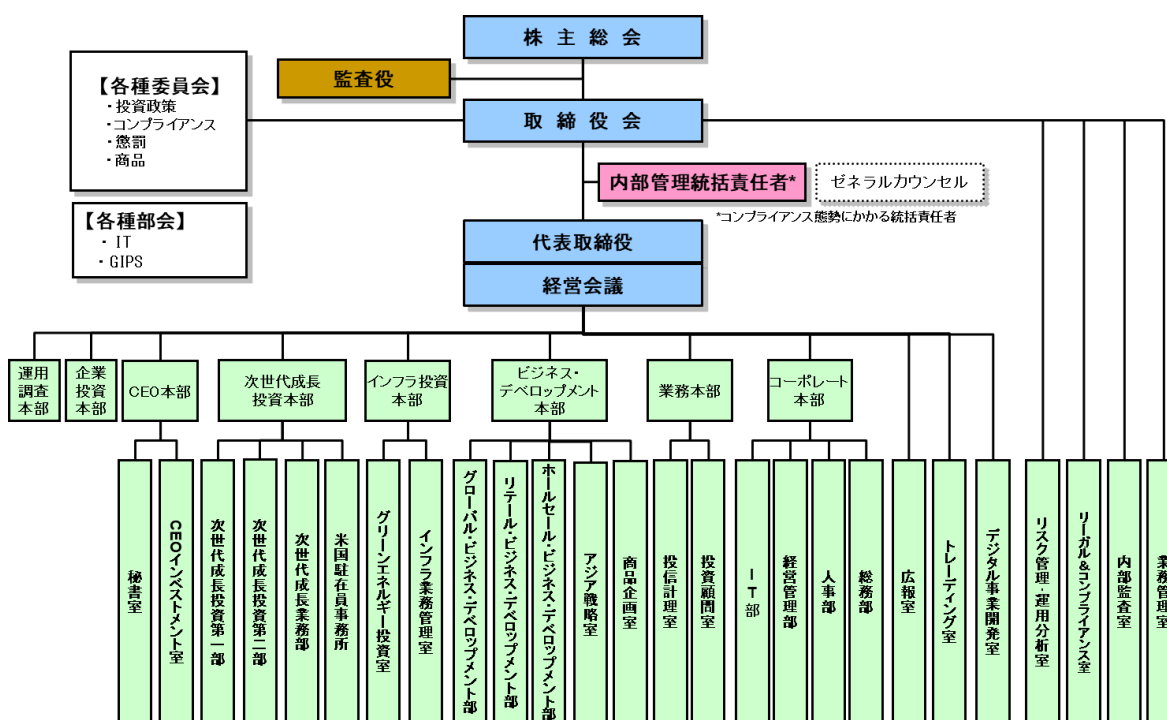 株主総会
監査役
【各種委員会】
・投資政策
・コンプライアンス
・懲罰
・商品
取締役会
内部管理統括責任者*
ゼネラルカウンセル
*コンプライアンス態勢にかかる統括責任者
【各種部会】
・IT
・GIPS
代表取締役
経営会議
運用
調査
本部
企業
投資
本部
CEO本部
次世代成長
投資本部
インフラ投資
本部
ビジネス・
デベロップメント
本部
業務本部
コーポレート
本部
秘書室
CEOインベストメント室
次世代成長投資第一部
次世代成長投資第二部
次世代成長業務部
米国駐在員事務所
グリーンエネルギー投資室
インフラ業務管理室
グローバル・ビジネス・デベロップメント部
リテール・ビジネス・デベロップメント部
ホールセール・ビジネス・デベロップメント部
アジア戦略室
商品企画室
投信計理室
投資顧問室
IT部
経営管理部
人事部
総務部
広報室
トレーディング室
デジタル事業開発室
リスク管理・運用分析室
リーガル&コンプライアンス室
内部監査室
業務管理室